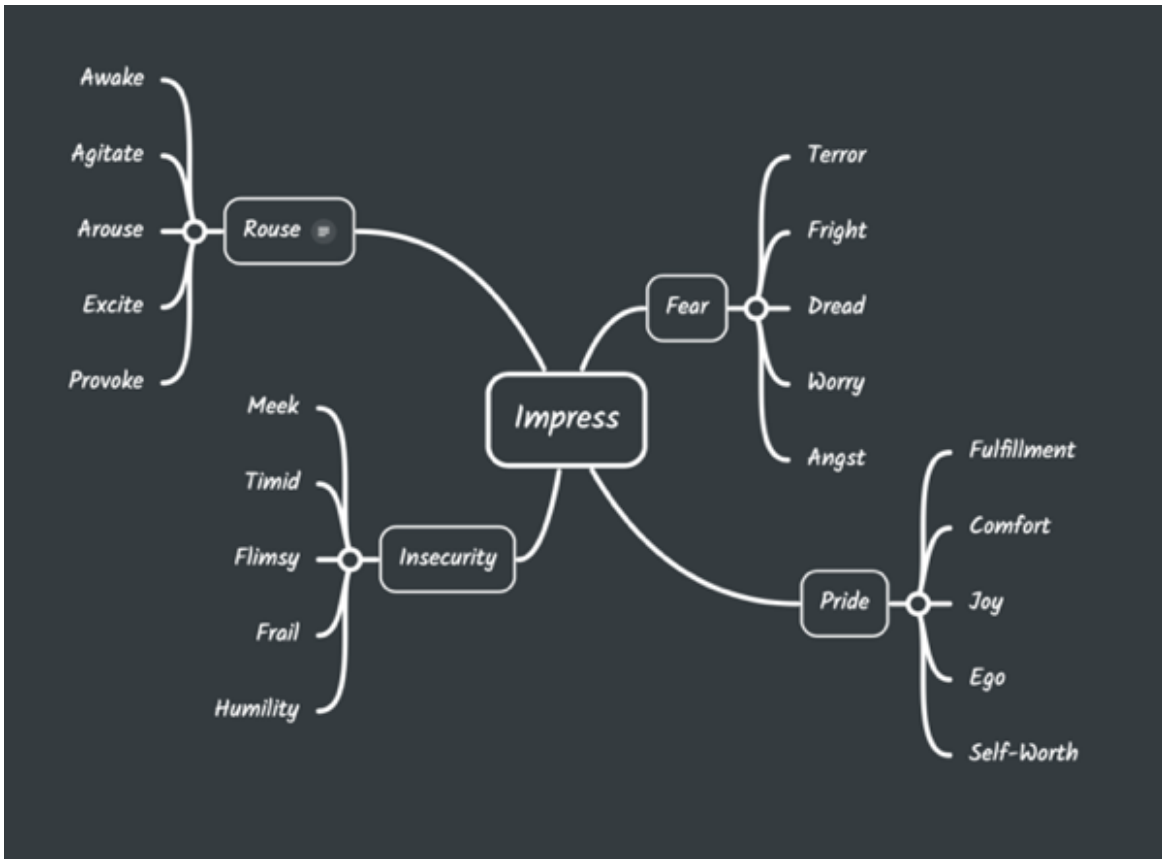 Impress
Rouse
Awake
Agitate
Arouse
Excite
Provoke
Insecurity
Meek
Timid
Flimsy
Frail
Humility
Fear
Terror
Fright
Dread
Worry
Angst
Pride
Fulfillment
Comfort
Joy
Ego
Self-Worth